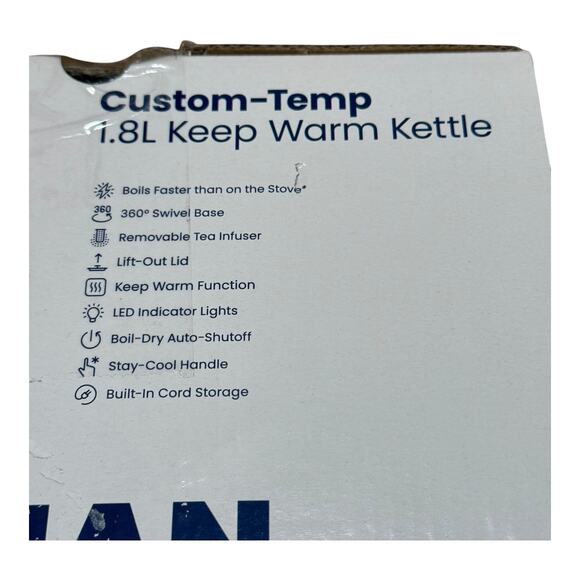 Custom-Temp
1.8L Keep Warm Kettle
Boils Faster than on the Stove*
360 360° Swivel Base
Removable Tea Infuser
Lift-Out Lid
Keep Warm Function
LED Indicator Lights
Boil-Dry Auto-Shutoff
Stay-Cool Handle
Built-In Cord Storage